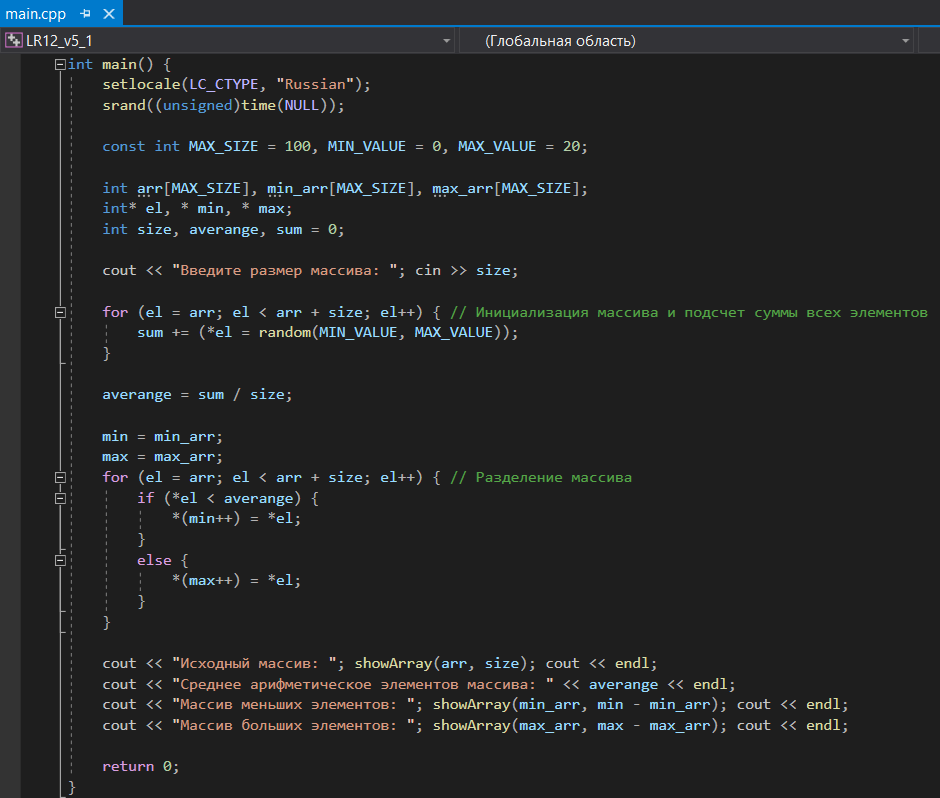 main.cpp
LR12_v5_1 (Глобальная область)
int main() {
setlocale(LC_CTYPE, "Russian");
srand((unsigned)time(NULL));
const int MAX_SIZE = 100, MIN_VALUE = 0, MAX_VALUE = 20;
int arr[MAX_SIZE], min_arr[MAX_SIZE], max_arr[MAX_SIZE];
int* el, * min, * max;
int size, averange, sum = 0;
cout << "Введите размер массива: "; cin >> size;
for (el = arr; el < arr + size; el++) { // Инициализация массива и подсчет суммы всех элементов
sum += (*el = random(MIN_VALUE, MAX_VALUE));
}
averange = sum / size;
min = min_arr;
max = max_arr;
for (el = arr; el < arr + size; el++) { // Разделение массива
if (*el < averange) {
*(min++) = *el;
}
else {
*(max++) = *el;
}
}
cout << "Исходный массив: "; showArray(arr, size); cout << endl;
cout << "Среднее арифметическое элементов массива: " << averange << endl;
cout << "Массив меньших элементов: "; showArray(min_arr, min - min_arr); cout << endl;
cout << "Массив больших элементов: "; showArray(max_arr, max - max_arr); cout << endl;
return 0;
}